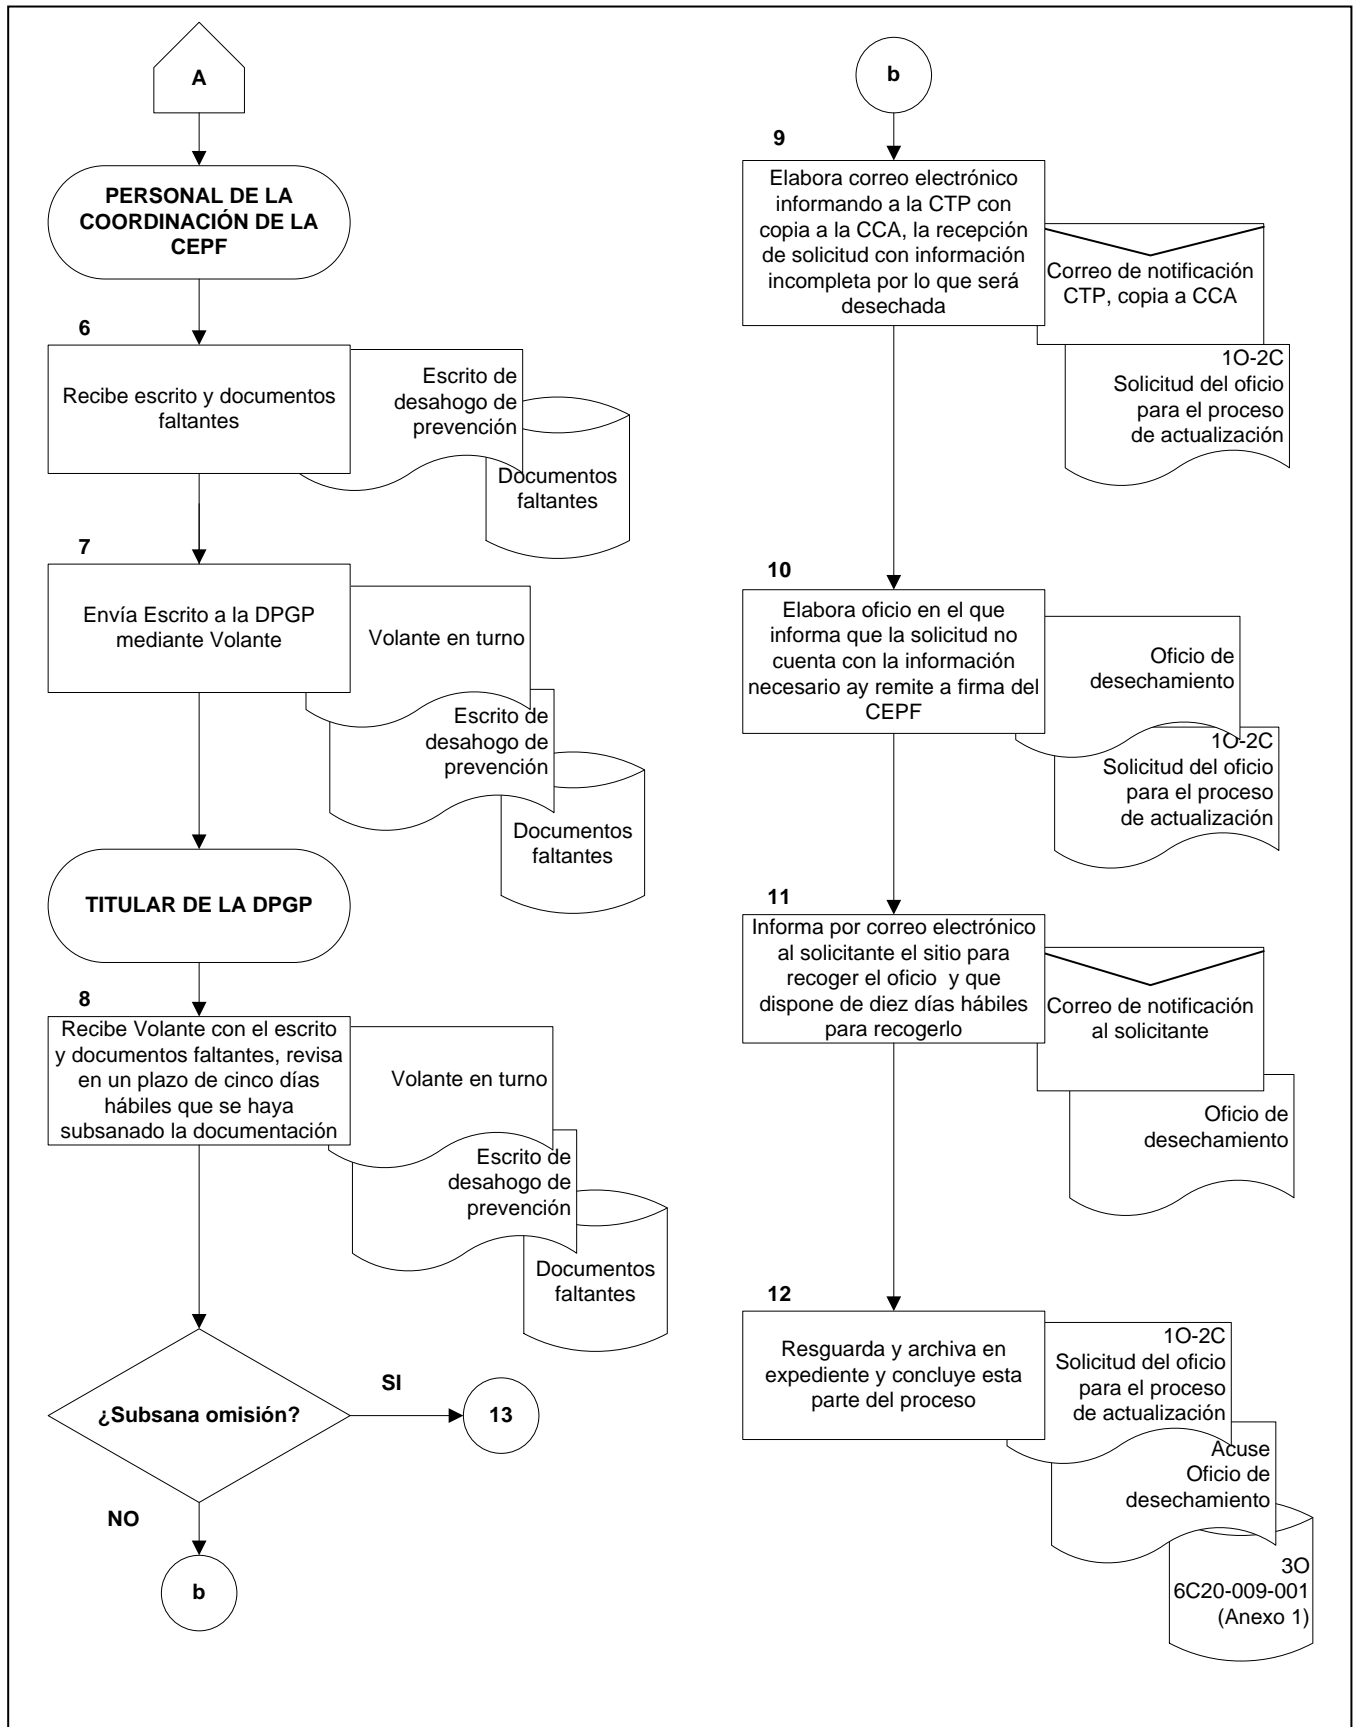 A
PERSONAL DE LA
COORDINACIÓN DE LA
CEPF
6
Recibe escrito y documentos
faltantes
Escrito de
desahogo de
prevención
Documentos
faltantes
7
Envía Escrito a la DPGP
mediante Volante
Volante en turno
Escrito de
desahogo de
prevención
Documentos
faltantes
TITULAR DE LA DPGP
8
Recibe Volante con el escrito
y documentos faltantes, revisa
en un plazo de cinco días
hábiles que se haya
subsanado la documentación
Volante en turno
Escrito de
desahogo de
prevención
Documentos
faltantes
¿Subsana omisión?
SI
13
NO
b
b
9
Elabora correo electrónico
informando a la CTP con
copia a la CCA, la recepción
de solicitud con información
incompleta por lo que será
desechada
Correo de notificación
CTP, copia a CCA
1O-2C
Solicitud del oficio
para el proceso
de actualización
10
Elabora oficio en el que
informa que la solicitud no
cuenta con la información
necesario ay remite a firma del
CEPF
Oficio de
desechamiento
1O-2C
Solicitud del oficio
para el proceso
de actualización
11
Informa por correo electrónico
al solicitante el sitio para
recoger el oficio y que
dispone de diez días hábiles
para recogerlo
Correo de notificación
al solicitante
Oficio de
desechamiento
12
Resguarda y archiva en
expediente y concluye esta
parte del proceso
1O-2C
Solicitud del oficio
para el proceso
de actualización
Acuse
Oficio de
desechamiento
3O
6C20-009-001
(Anexo 1)